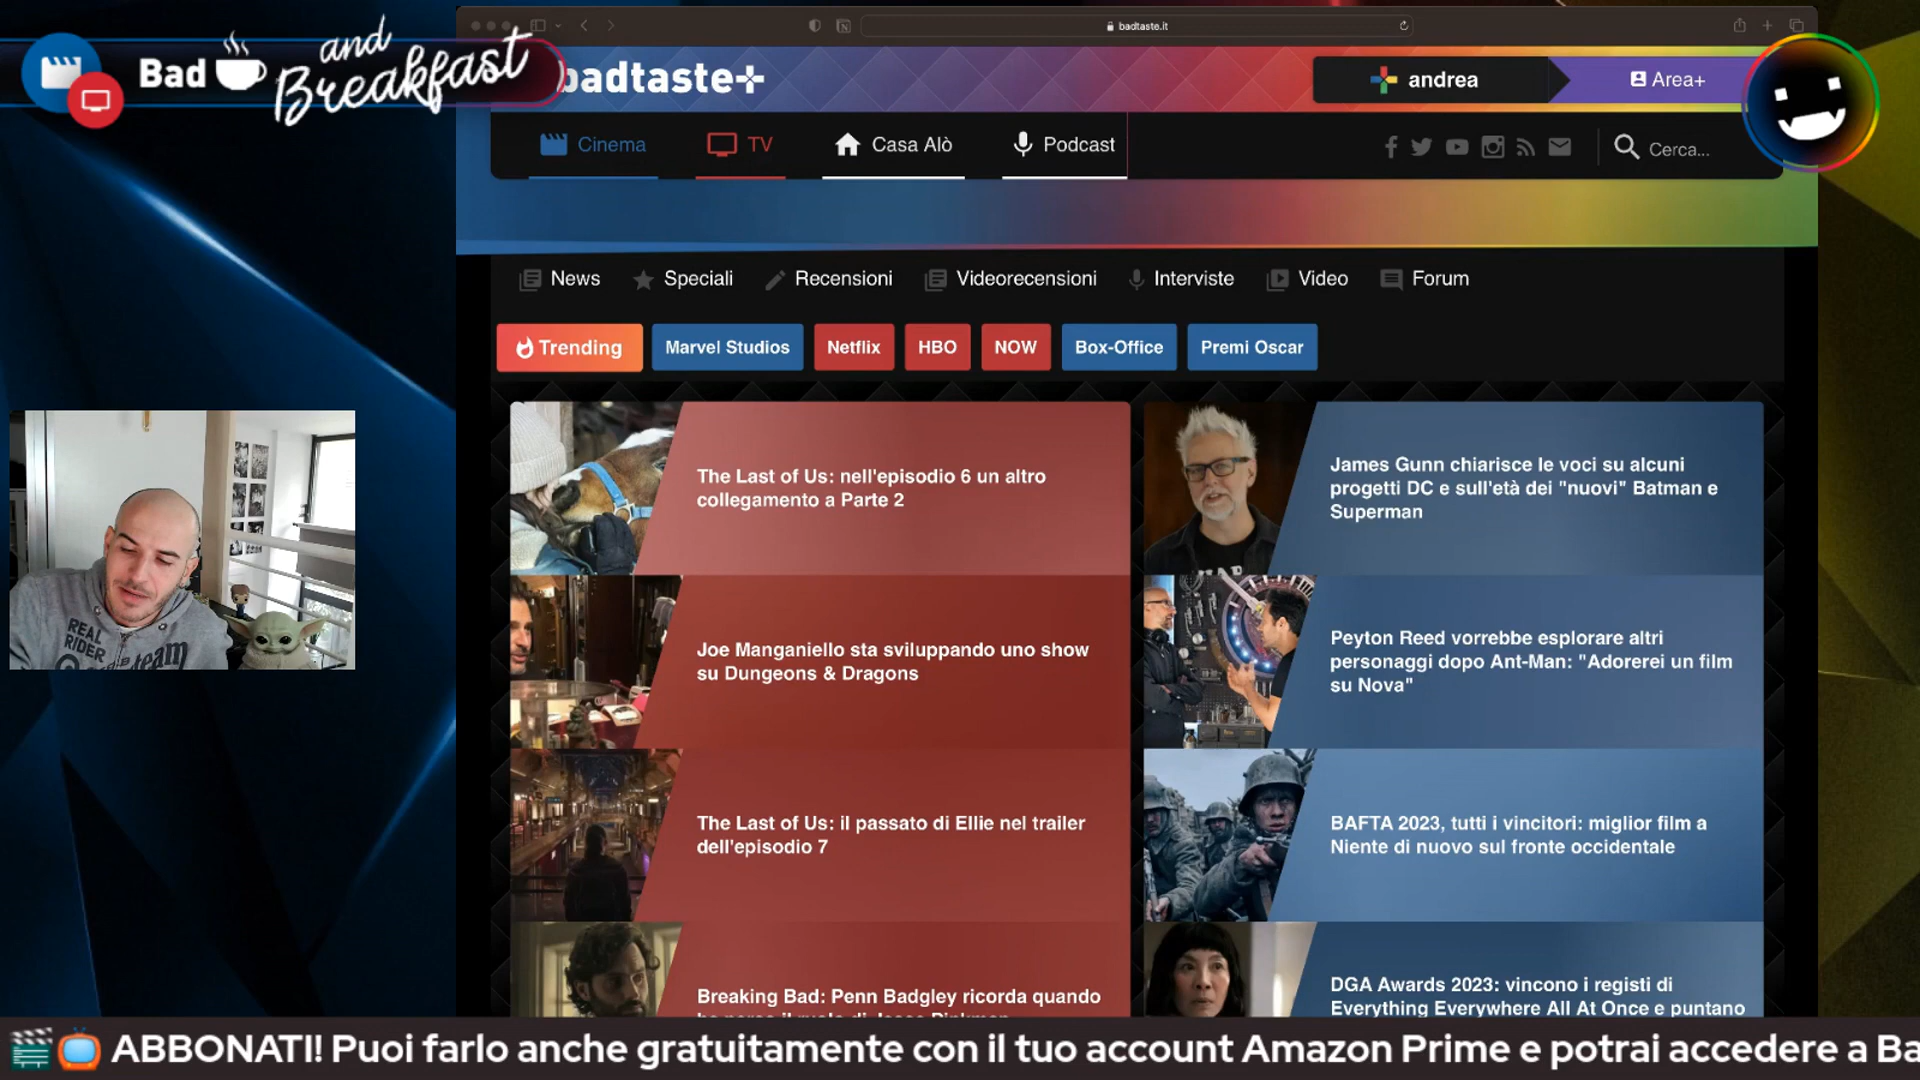 Bad and Breakfast
badtaste.it
badtaste+
andrea
Area+
Cinema
TV
Casa Alò
Podcast
Cerca...
News
Speciali
Recensioni
Videorecensioni
Interviste
Video
Forum
Trending
Marvel Studios
Netflix
HBO
NOW
Box-Office
Premi Oscar
The Last of Us: nell'episodio 6 un altro
collegamento a Parte 2
James Gunn chiarisce le voci su alcuni
progetti DC e sull'età dei "nuovi" Batman e
Superman
REAL
RIDER
team
Joe Manganiello sta sviluppando uno show
su Dungeons & Dragons
Peyton Reed vorrebbe esplorare altri
personaggi dopo Ant-Man: "Adorerei un film
su Nova"
The Last of Us: il passato di Ellie nel trailer
dell'episodio 7
BAFTA 2023, tutti i vincitori: miglior film a
Niente di nuovo sul fronte occidentale
Breaking Bad: Penn Badgley ricorda quando
DGA Awards 2023: vincono i registi di
Everything Everywhere All At Once e puntano
ABBONATI! Puoi farlo anche gratuitamente con il tuo account Amazon Prime e potrai accedere a Ba